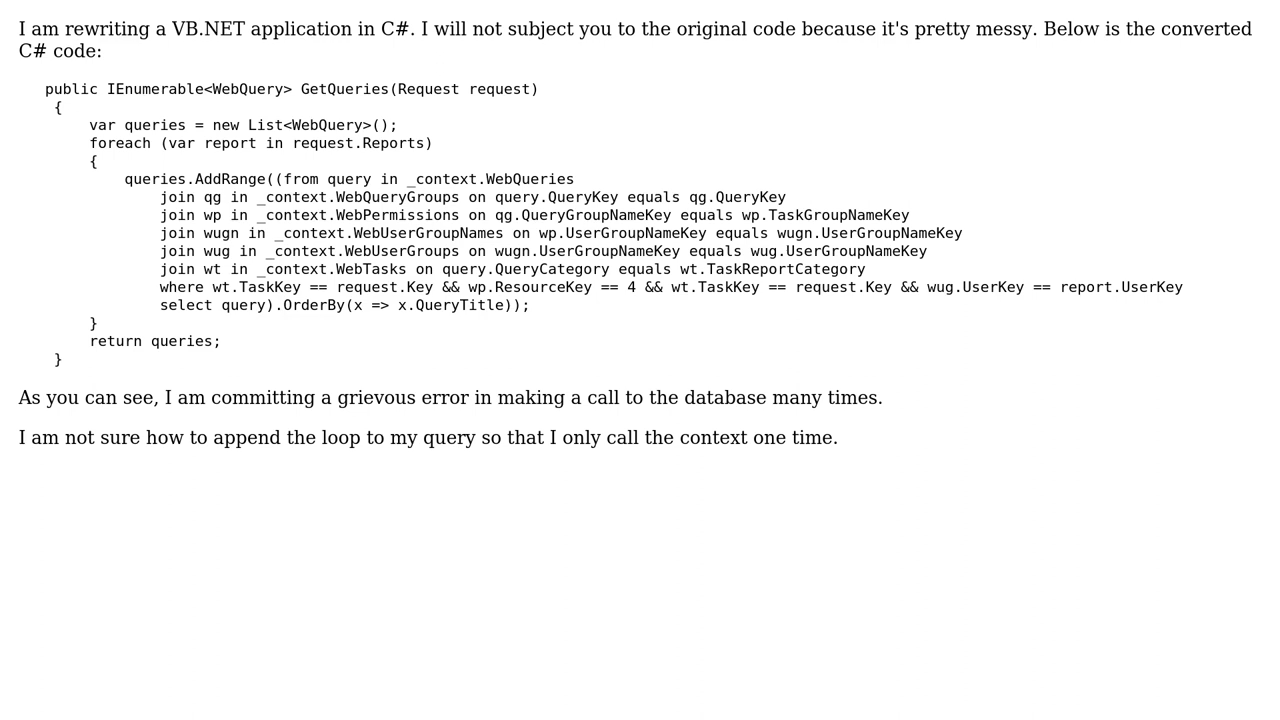 I am rewriting a VB.NET application in C#. I will not subject you to the original code because it's pretty messy. Below is the converted
C# code:
public IEnumerable<WebQuery> GetQueries(Request request)
{
var queries = new List<WebQuery>();
foreach (var report in request.Reports)
{
queries.AddRange((from query in _context.WebQueries
join qg in _context.WebQueryGroups on query.QueryKey equals qg.QueryKey
join wp in _context.WebPermissions on qg.QueryGroupNameKey equals wp.TaskGroupNameKey
join wugn in _context.WebUserGroupNames on wp.UserGroupNameKey equals wugn.UserGroupNameKey
join wug in _context.WebUserGroups on wugn.UserGroupNameKey equals wug.UserGroupNameKey
join wt in _context.WebTasks on query.QueryCategory equals wt.TaskReportCategory
where wt.TaskKey == request.Key && wp.ResourceKey == 4 && wt.TaskKey == request.Key && wug.UserKey == report.UserKey
select query).OrderBy(x => x.QueryTitle));
}
return queries;
}
As you can see, I am committing a grievous error in making a call to the database many times.
I am not sure how to append the loop to my query so that I only call the context one time.